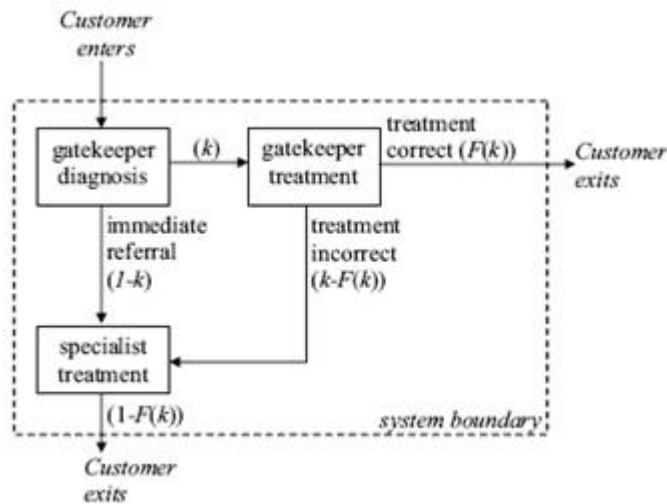 Customer
enters
gatekeeper
diagnosis
(k)
gatekeeper
treatment
treatment
correct (F(k))
Customer
exits
immediate
referral
(1-k)
treatment
incorrect
(k-F(k))
specialist
treatment
(1-F(k))
system boundary
Customer
exits